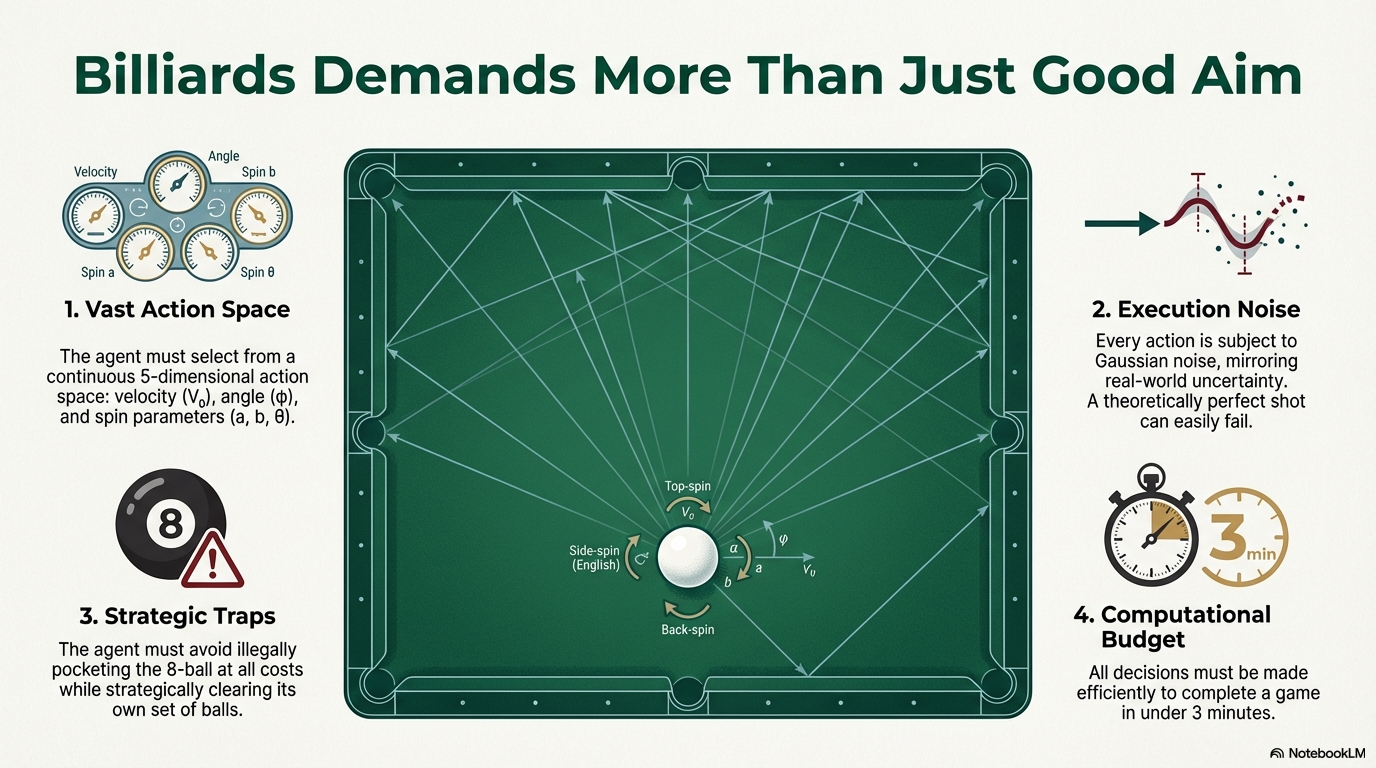 Billiards Demands More Than Just Good Aim
Velocity
Angle
Spin b
Spin a
Spin θ
1. Vast Action Space
The agent must select from a
continuous 5-dimensional action
space: velocity (V₀), angle (ϕ),
and spin parameters (a, b, θ).
8
3. Strategic Traps
The agent must avoid illegally
pocketing the 8-ball at all costs
while strategically clearing its
own set of balls.
Top-spin
V₀
Side-spin
(English)
α
a
b
φ
Back-spin
2. Execution Noise
Every action is subject to
Gaussian noise, mirroring
real-world uncertainty.
A theoretically perfect shot
can easily fail.
3 min
4. Computational
Budget
All decisions must be made
efficiently to complete a game
in under 3 minutes.
NotebookLM